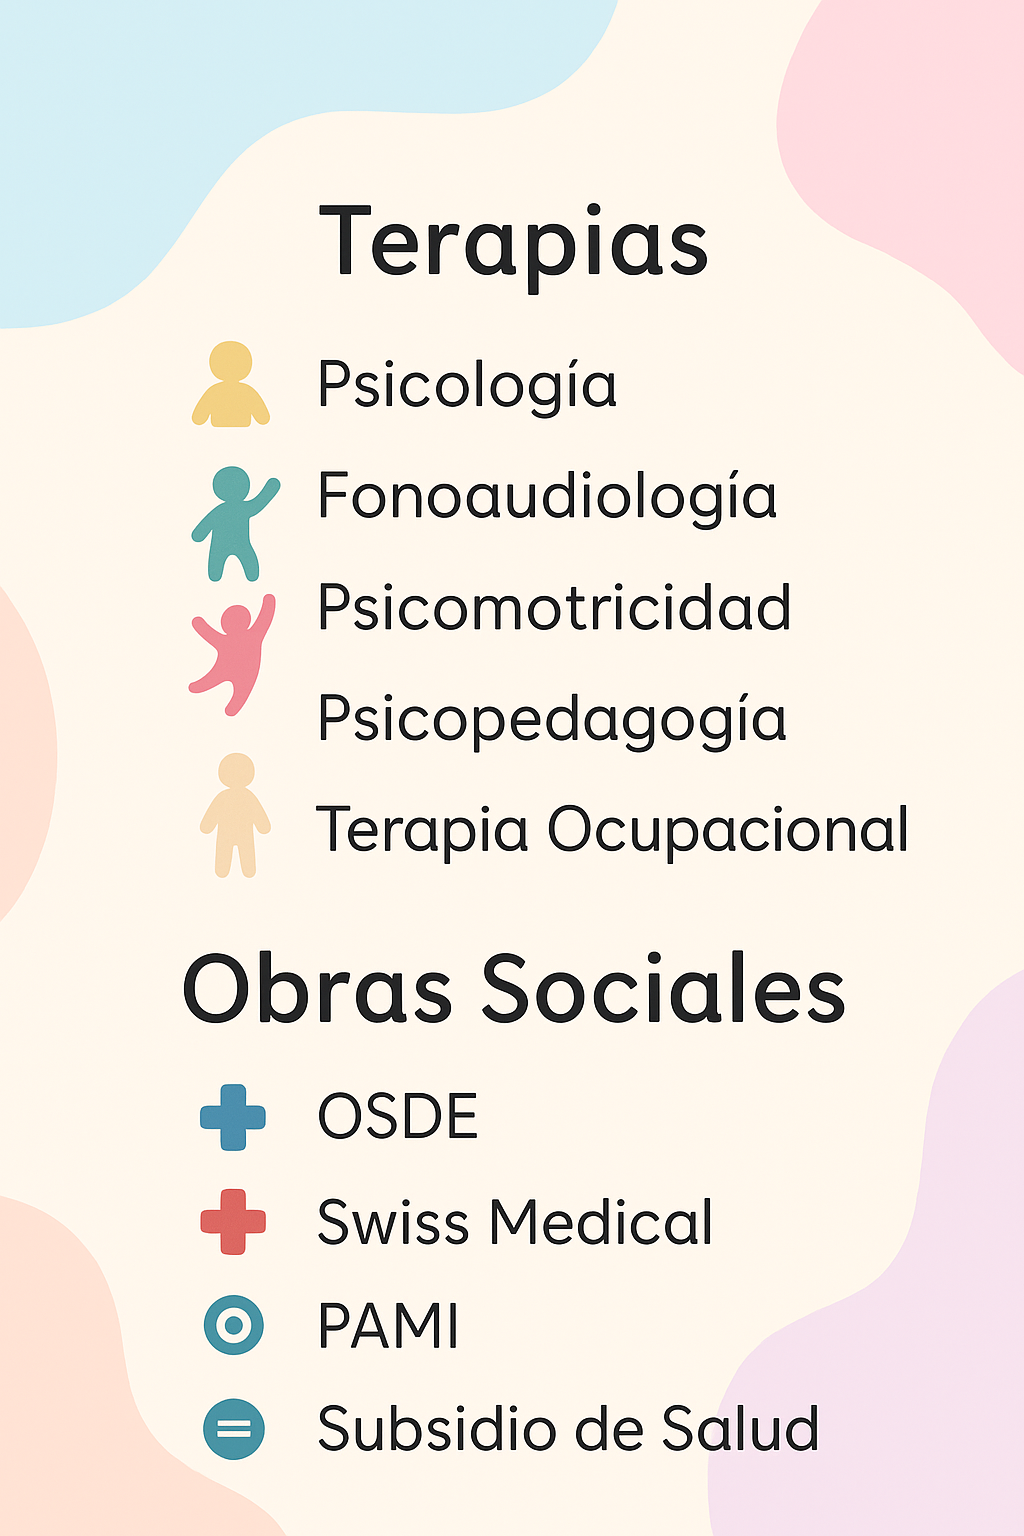 Terapias
Psicología
Fonoaudiología
Psicomotricidad
Psicopedagogía
Terapia Ocupacional
Obras Sociales
OSDE
Swiss Medical
PAMI
Subsidio de Salud